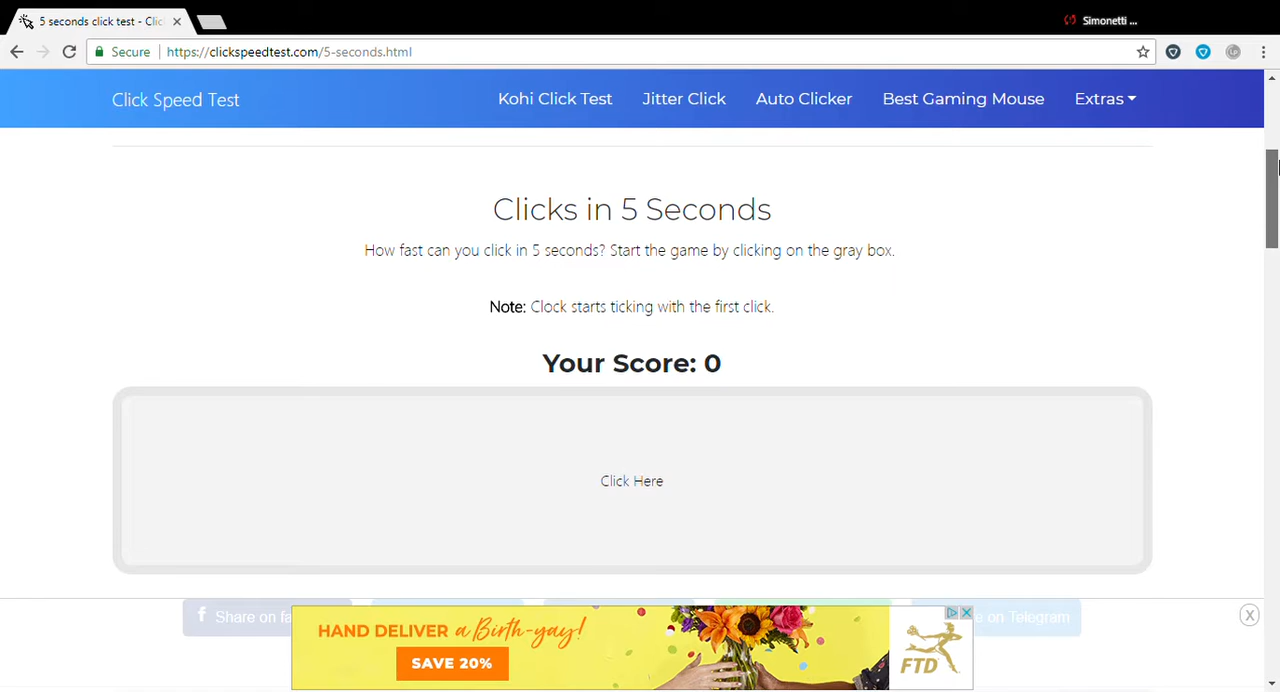 5 seconds click test - Clic
Simonetti ...
Secure https://clickspeedtest.com/5-seconds.html
Click Speed Test
Kohi Click Test
Jitter Click
Auto Clicker
Best Gaming Mouse
Extras
Clicks in 5 Seconds
How fast can you click in 5 seconds? Start the game by clicking on the gray box.
Note: Clock starts ticking with the first click.
Your Score: 0
Click Here
f Share on fa
e on Telegram
X
HAND DELIVER a Birth-yay!
SAVE 20%
FTD